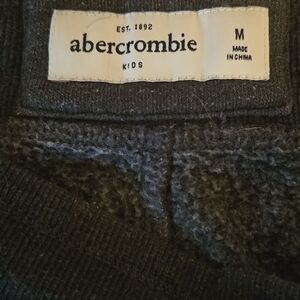 EST. 1892
abercrombie
KIDS
M
MADE
IN CHINA